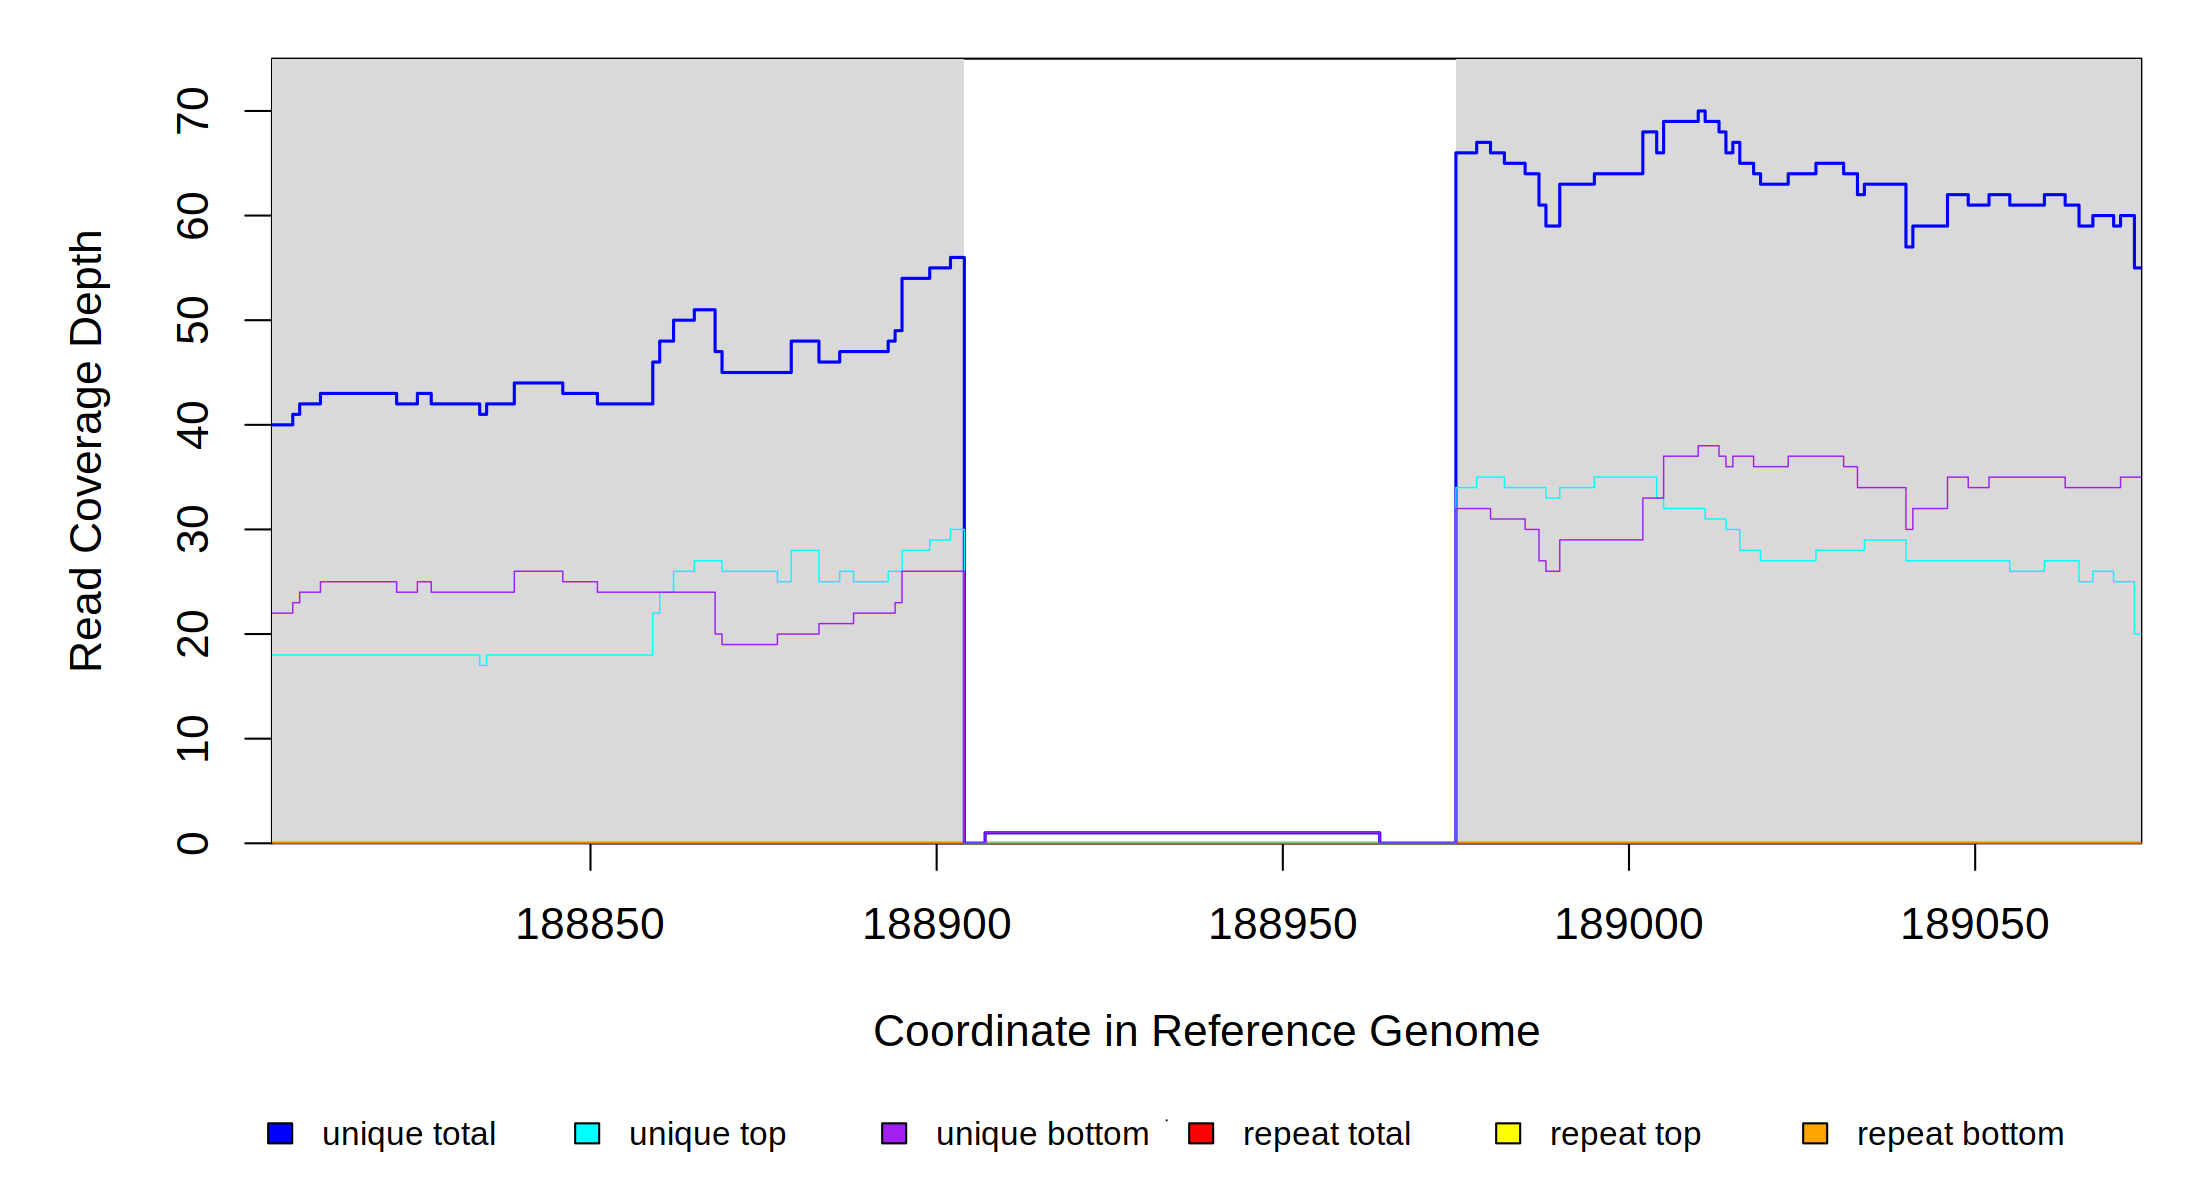 Read Coverage Depth
70
60
50
40
30
20
10
0
188850 188900 188950 189000 189050
Coordinate in Reference Genome
unique total unique top unique bottom repeat total repeat top repeat bottom